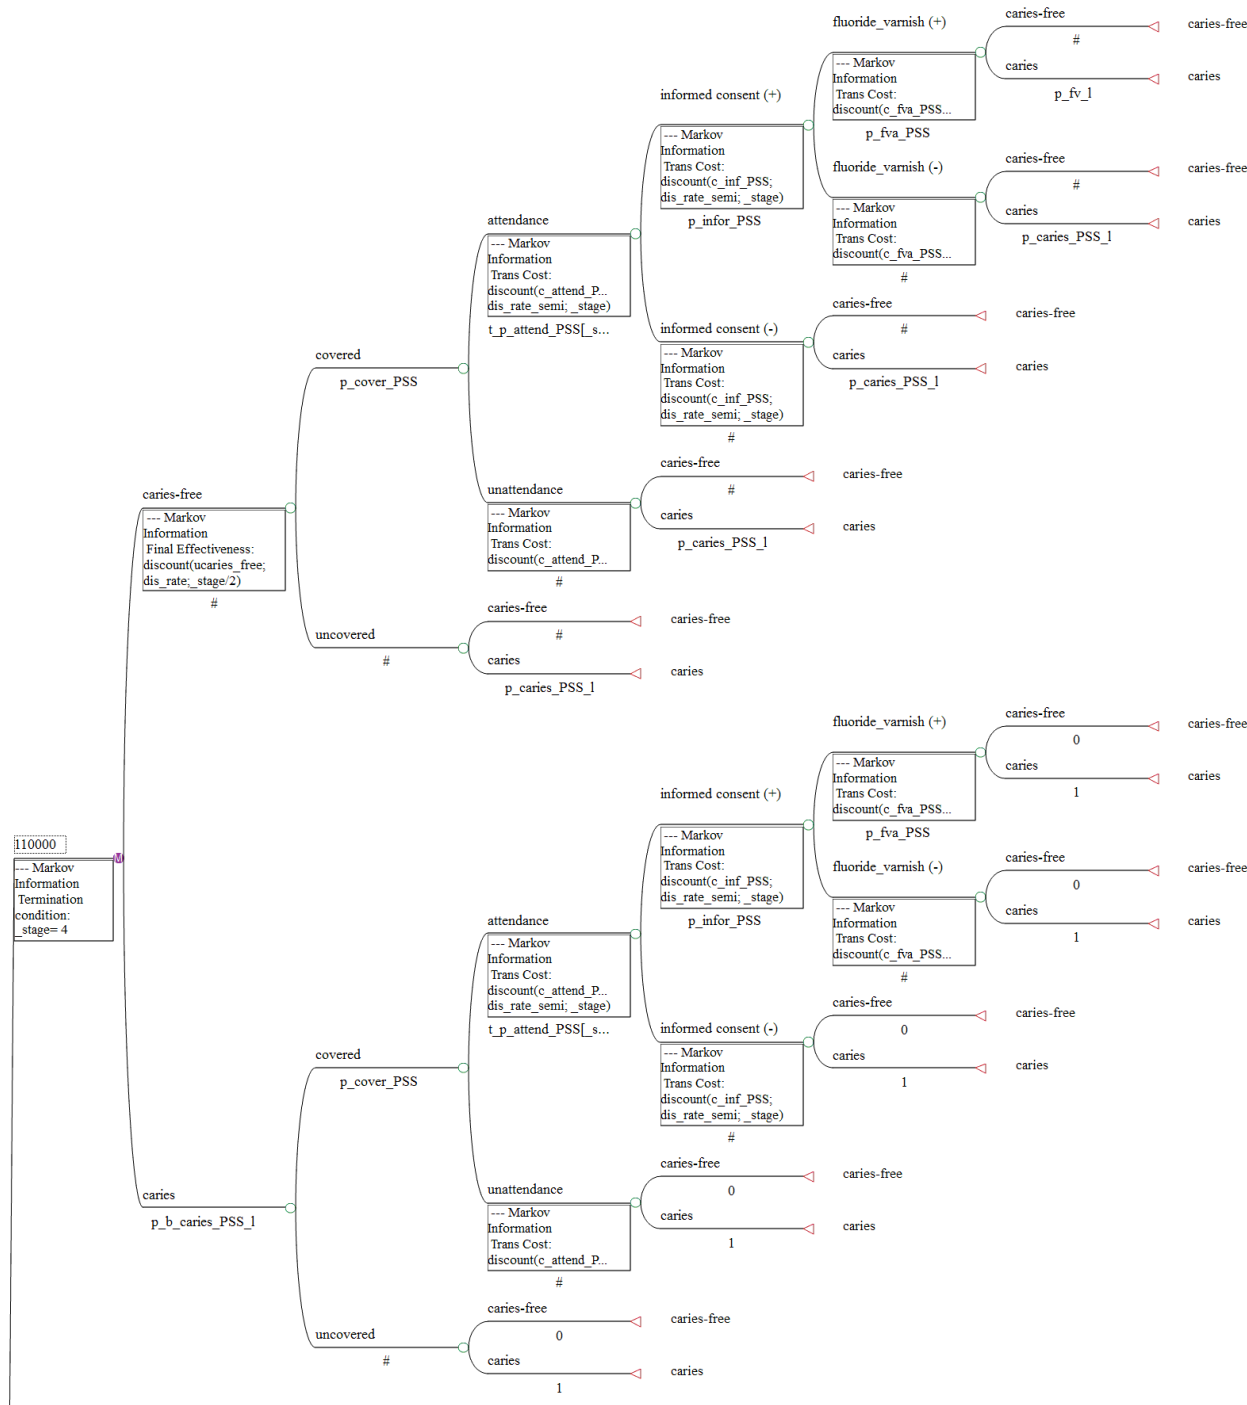 caries-free
caries-free
fluoride_varnish (+)
#
--- Markov
Information
Trans Cost:
discount(c_fva_PSS...
caries
caries
p_fv_l
p_fva_PSS
informed consent (+)
--- Markov
Information
Trans Cost:
discount(c_inf_PSS;
dis_rate_semi; _stage)
p_infor_PSS
fluoride_varnish (-)
caries-free
caries-free
#
--- Markov
Information
Trans Cost:
discount(c_fva_PSS...
#
caries
caries
p_caries_PSS_l
attendance
--- Markov
Information
Trans Cost:
discount(c_attend_P...
dis_rate_semi; _stage)
t_p_attend_PSS[_s...
informed consent (-)
--- Markov
Information
Trans Cost:
discount(c_inf_PSS;
dis_rate_semi; _stage)
#
caries-free
caries-free
#
caries
caries
p_caries_PSS_l
covered
p_cover_PSS
unattendance
--- Markov
Information
Trans Cost:
discount(c_attend_P...
#
caries-free
caries-free
#
caries
caries
p_caries_PSS_l
caries-free
--- Markov
Information
Final Effectiveness:
discount(ucaries_free;
dis_rate;_stage/2)
#
uncovered
#
caries-free
caries-free
#
caries
caries
p_caries_PSS_l
110000
--- Markov
Information
Termination
condition:
_stage= 4
fluoride_varnish (+)
--- Markov
Information
Trans Cost:
discount(c_fva_PSS...
p_fva_PSS
caries-free
caries-free
0
caries
caries
1
informed consent (+)
--- Markov
Information
Trans Cost:
discount(c_inf_PSS;
dis_rate_semi; _stage)
p_infor_PSS
fluoride_varnish (-)
--- Markov
Information
Trans Cost:
discount(c_fva_PSS...
#
caries-free
caries-free
0
caries
caries
1
attendance
--- Markov
Information
Trans Cost:
discount(c_attend_P...
dis_rate_semi; _stage)
t_p_attend_PSS[_s...
informed consent (-)
--- Markov
Information
Trans Cost:
discount(c_inf_PSS;
dis_rate_semi; _stage)
#
caries-free
caries-free
0
caries
caries
1
covered
p_cover_PSS
unattendance
--- Markov
Information
Trans Cost:
discount(c_attend_P...
#
caries-free
caries-free
0
caries
caries
1
caries
p_b_caries_PSS_l
uncovered
#
caries-free
caries-free
0
caries
caries
1